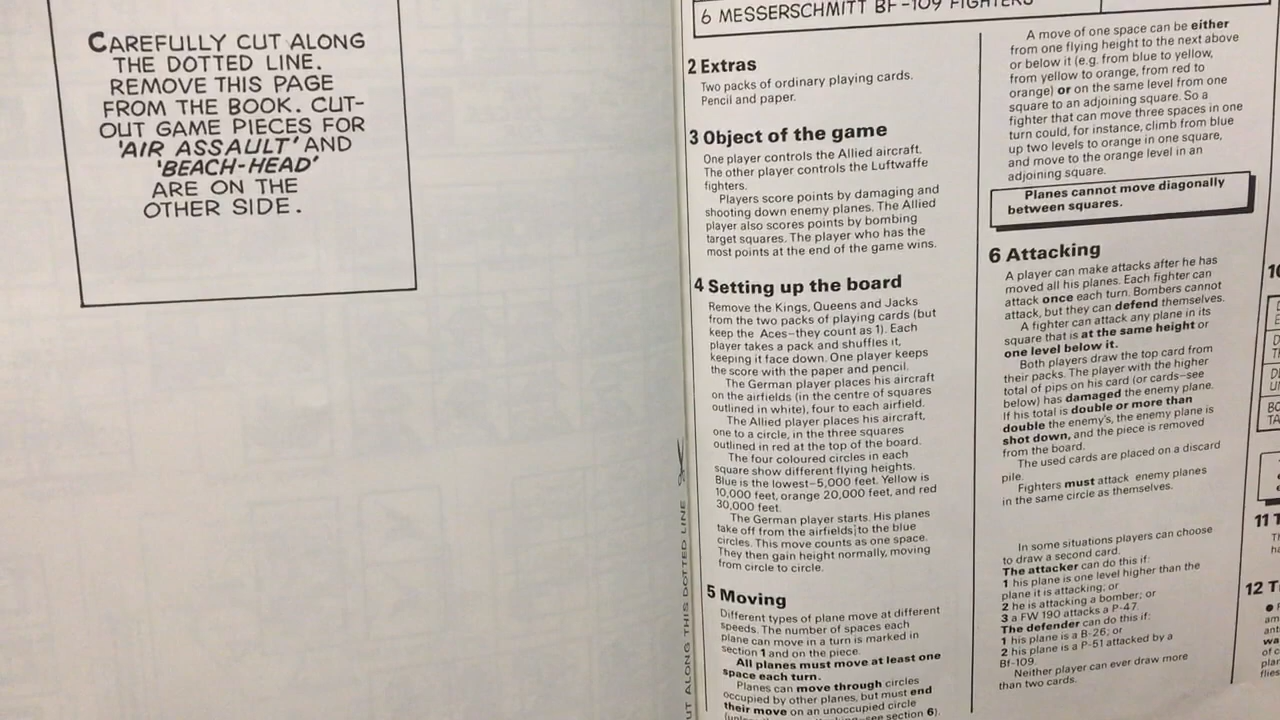 CAREFULLY CUT ALONG
THE DOTTED LINE.
REMOVE THIS PAGE
FROM THE BOOK. CUT-
OUT GAME PIECES FOR
'AIR ASSAULT' AND
'BEACH-HEAD'
ARE ON THE
OTHER SIDE.
ALONG THIS DOTTED LINE
6 MESSERSCHMITT BF-109 FIGHTERS
2 Extras
Two packs of ordinary playing cards.
Pencil and paper.
3 Object of the game
One player controls the Allied aircraft.
The other player controls the Luftwaffe
fighters.
Players score points by damaging and
shooting down enemy planes. The Allied
player also scores points by bombing
target squares. The player who has the
most points at the end of the game wins.
4 Setting up the board
Remove the Kings, Queens and Jacks
from the two packs of playing cards (but
keep the Aces–they count as 1). Each
player takes a pack and shuffles it,
keeping it face down. One player keeps
the score with the paper and pencil.
The German player places his aircraft
on the airfields (in the centre of squares
outlined in white), four to each airfield.
The Allied player places his aircraft,
one to a circle, in the three squares
outlined in red at the top of the board.
The four coloured circles in each
square show different flying heights.
Blue is the lowest–5,000 feet. Yellow is
10,000 feet, orange 20,000 feet, and red
30,000 feet.
The German player starts. His planes
take off from the airfields to the blue
circles. This move counts as one space.
They then gain height normally, moving
from circle to circle.
5 Moving
Different types of plane move at different
speeds. The number of spaces each
plane can move in a turn is marked in
section 1 and on the piece.
All planes must move at least one
space each turn.
Planes can move through circles
occupied by other planes, but must end
their move on an unoccupied circle
see section 6).
A move of one space can be either
from one flying height to the next above
or below it (e.g. from blue to yellow,
from yellow to orange, from red to
orange) or on the same level from one
square to an adjoining square. So a
fighter that can move three spaces in one
turn could, for instance, climb from blue
up two levels to orange in one square,
and move to the orange level in an
adjoining square.
Planes cannot move diagonally
between squares.
6 Attacking
A player can make attacks after he has
moved all his planes. Each fighter can
attack once each turn. Bombers cannot
attack, but they can defend themselves.
A fighter can attack any plane in its
square that is at the same height or
one level below it.
Both players draw the top card from
their packs. The player with the higher
total of pips on his card (or cards–see
below) has damaged the enemy plane.
If his total is double or more than
double the enemy's, the enemy plane is
shot down, and the piece is removed
from the board.
The used cards are placed on a discard
pile.
Fighters must attack enemy planes
in the same circle as themselves.
In some situations players can choose
to draw a second card.
The attacker can do this if:
1 his plane is one level higher than the
plane it is attacking; or
2 he is attacking a bomber; or
3 a FW 190 attacks a P-47.
The defender can do this if:
1 his plane is a B-26; or
2 his plane is a P-51 attacked by a
Bf-109.
Neither player can ever draw more
than two cards.
10
11
12